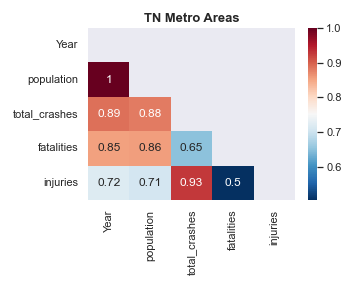 TN Metro Areas
Year
population
1
total_crashes
0.89 0.88
fatalities
0.85 0.86 0.65
injuries
0.72 0.71 0.93 0.5
Year population total_crashes fatalities injuries
1.0
0.9
0.8
0.7
0.6